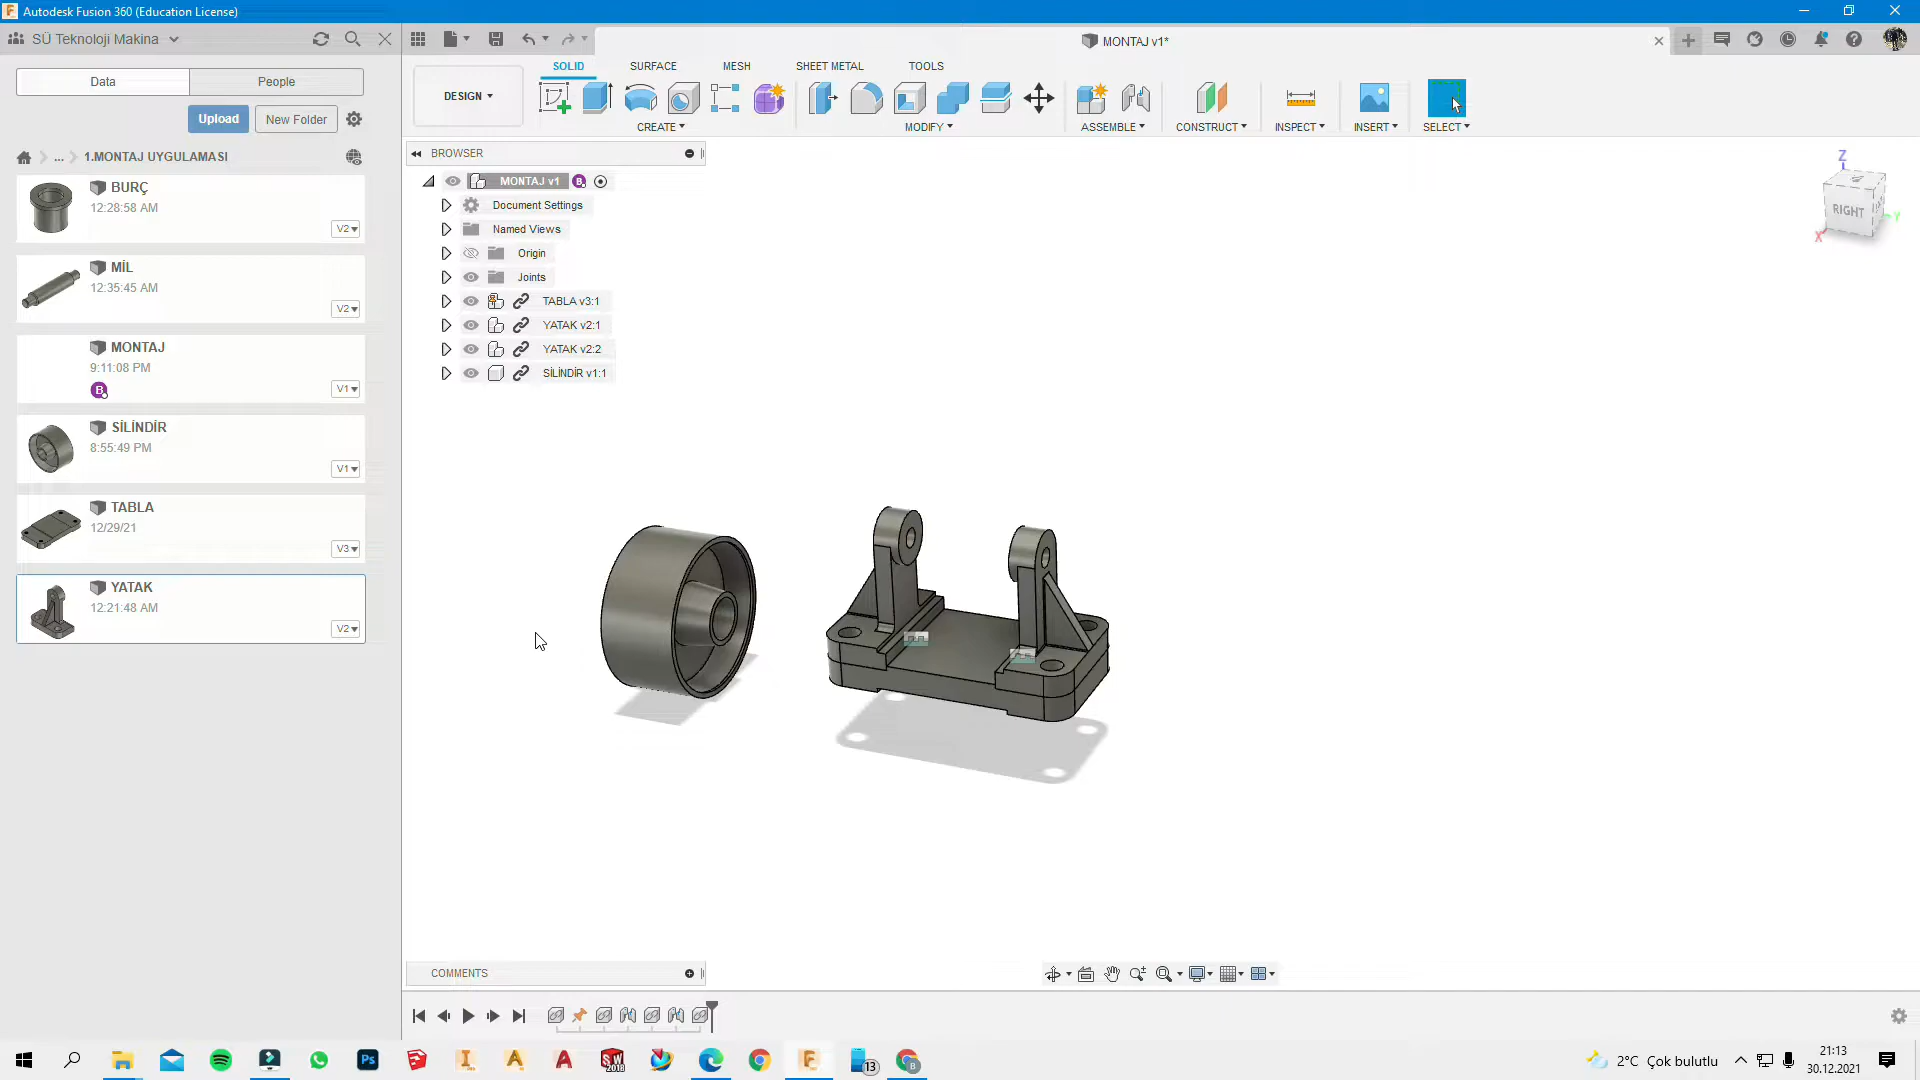 Autodesk Fusion 360 (Education License)
SÜ Teknoloji Makina
MONTAJ v1*
Data
People
Upload
New Folder
... 1.MONTAJ UYGULAMASI
BURÇ
12:28:58 AM
V2
MİL
12:35:45 AM
V2
MONTAJ
9:11:08 PM
B
V1
SİLİNDİR
8:55:49 PM
V1
TABLA
12/29/21
V3
YATAK
12:21:48 AM
V2
SOLID
SURFACE
MESH
SHEET METAL
TOOLS
DESIGN
CREATE
MODIFY
ASSEMBLE
CONSTRUCT
INSPECT
INSERT
SELECT
BROWSER
MONTAJ v1
B
Document Settings
Named Views
Origin
Joints
TABLA v3:1
YATAK v2:1
YATAK v2:2
SİLİNDİR v1:1
Z
RIGHT
Y
X
COMMENTS
Ps
SW
2018
13
B
2°C Çok bulutlu
21:13
30.12.2021